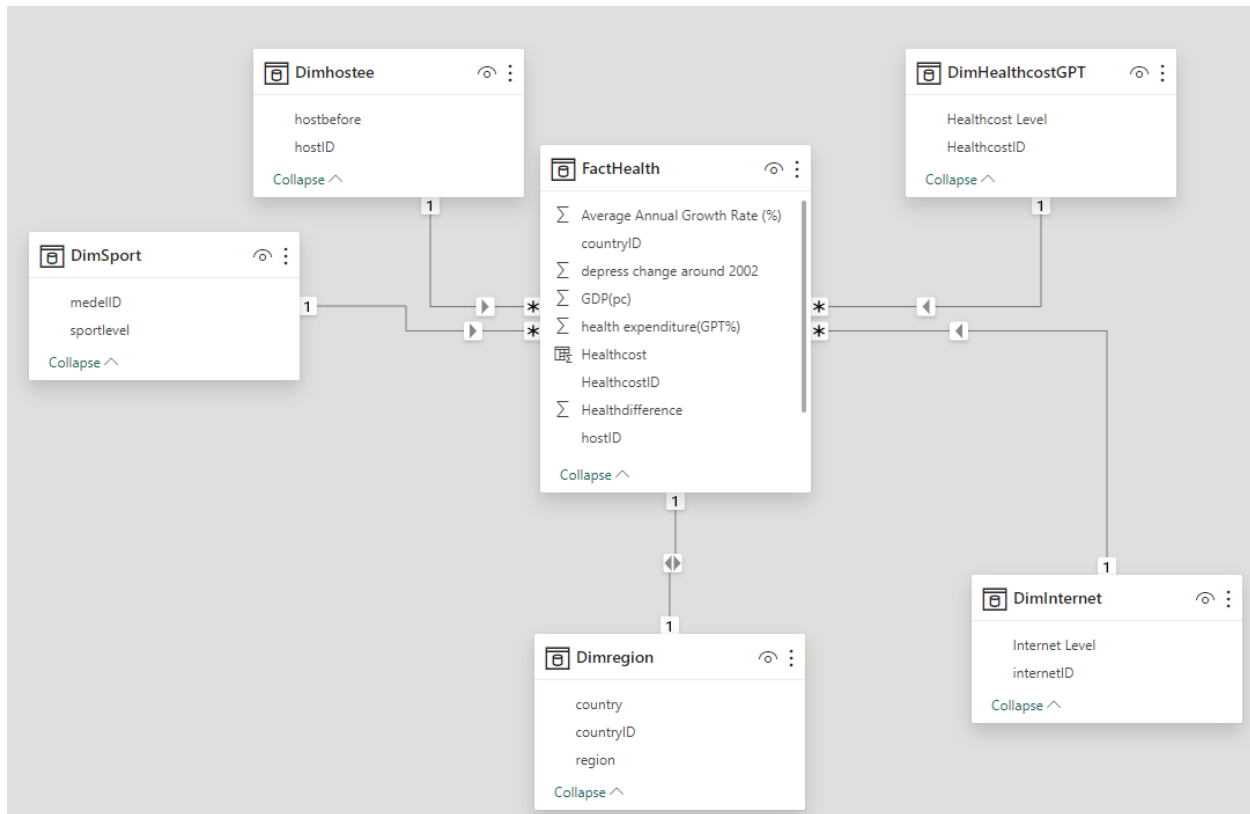 Dimhostee
hostbefore
hostID
Collapse
DimHealthcostGPT
Healthcost Level
HealthcostID
Collapse
FactHealth
Average Annual Growth Rate (%)
countryID
depress change around 2002
GDP(pc)
health expenditure(GPT%)
Healthcost
HealthcostID
Healthdifference
hostID
Collapse
DimSport
medelIID
sportlevel
Collapse
1
1
1
*
*
*
*
1
1
1
Dimregion
country
countryID
region
Collapse
DimInternet
Internet Level
internetID
Collapse